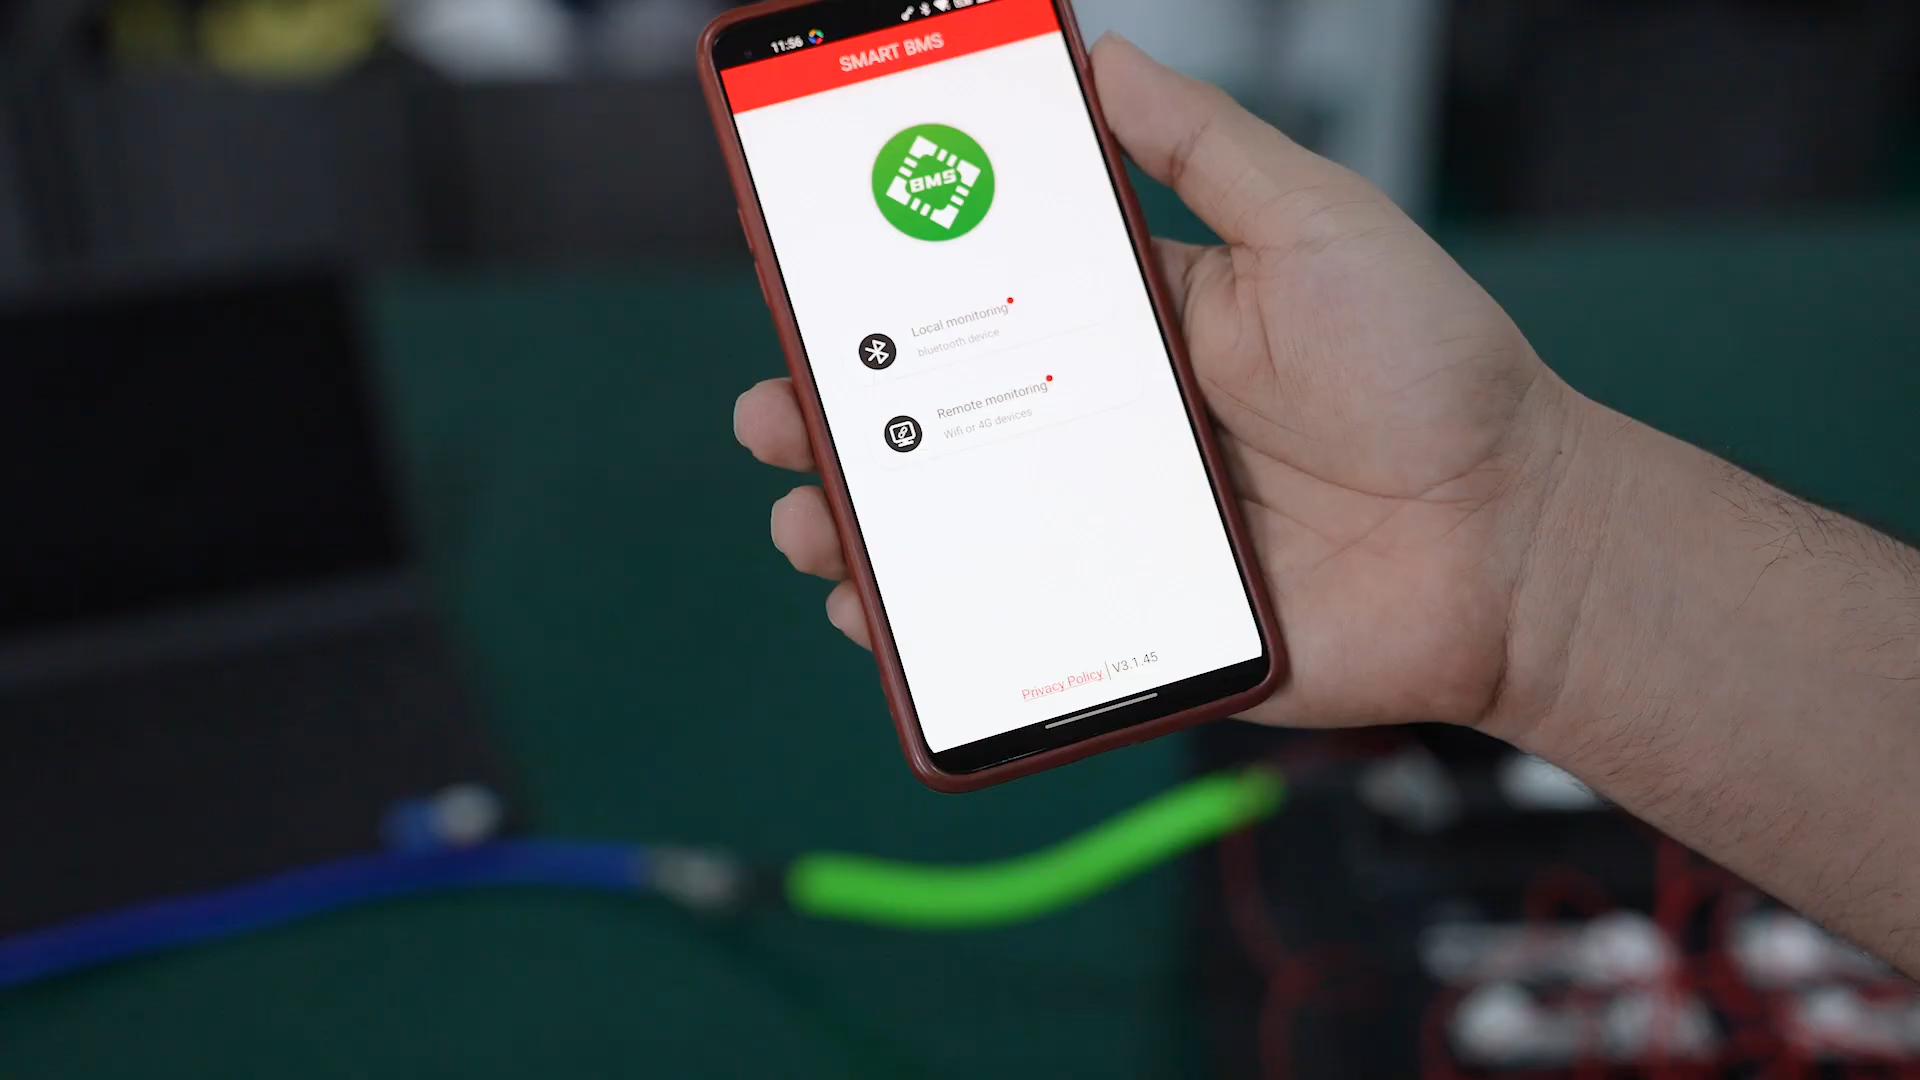 11:56
SMART BMS
BMS
Local monitoring
bluetooth device
Remote monitoring
Wifi or 4G devices
Privacy Policy | V3.1.45